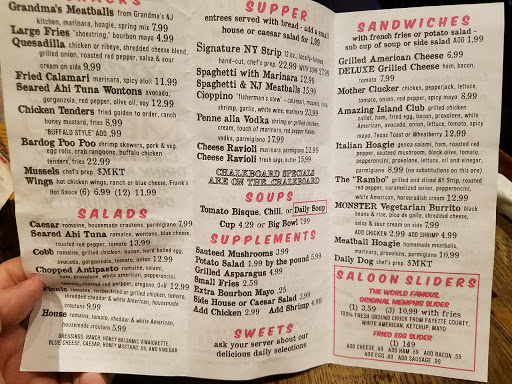 Grandma's Meatballs from Grandma's NJ
kitchen, marinara, hoagie, spring mix 7.99
Large Fries "shoestring," bourbon mayo 4.99
Quesadilla chicken or ribeye, shredded cheese blend,
grilled onion, roasted red pepper, salsa & sour
cream on side 9.99
Fried Calamari marinara, spicy aioli 11.99
Seared Ahi Tuna Wontons avocado,
gorgonzola, red pepper, olive oil, soy 12.99
Chicken Tenders fried golden to order, ranch
honey mustard, fries 8.99
"BUFFALO STYLE" ADD .99
Bardog Poo Poo shrimp skewers, pork & veg.
egg rolls, crab rangoons, buffalo chicken
tenders, fries 22.99
Mussels chef's prep $MKT
Wings hot chicken wings, ranch or blue cheese, Frank's
Hot Sauce (6) 6.99 (12) 11.99
SALADS
Caesar romaine, housemade croutons, parmigiano 7.99
Seared Ahi Tuna romaine, wontons, blue cheese,
roasted red pepper, tomato 13.99
Cobb romaine, grilled chicken, bacon, hard boiled egg,
avocado, gorgonzola, tomato, onion 12.99
Chopped Antipasto romaine, salami,
ham, provolone, white american, pepperoncini,
tomato, roasted red pepper, olives, oregano,
Picnic romaine, tenders fried or grilled chicken, tomato,
shredded cheddar & white american, housemade
croutons 9.99
House romaine, tomato, cheddar & white american,
housemade croutons 5.99
DRESSINGS: RANCH, HONEY BALSAMIC VINAIGRETTE,
BLUE CHEESE, CAESAR, HONEY MUSTARD, OIL AND VINEGAR
SUPPER
entrees served with bread - add a small
house or caesar salad for 1.99
Signature NY Strip 12 oz., locally-
hand-cut, chef's prep 22.99
Spaghetti with Marinara 12.99
Spaghetti & NJ Meatballs 15.99
Cioppino "fisherman's stew" - calamari, mussels, tuna,
shrimp, garlic, white wine, marinara 23.99
Penne alla Vodka shrimp or grilled chicken,
cream, touch of marinara, red pepper flakes,
vodka, parmigiano 17.99
Cheese Ravioli marinara, parmigiano 12.99
Cheese Ravioli fresh sage, butter 15.99
CHALKBOARD SPECIALS
ARE ON THE CHALKBOARD
SOUPS
Tomato Bisque, Chili, or Daily Soup
Cup 4.29 or Big Bowl 7.99
SUPPLEMENTS
Sauteed Mushrooms 3.99
Potato Salad 1.99 by the pound 5.99
Grilled Asparagus 4.99
Small Fries 2.59
Extra Bourbon Mayo .25
Side House or Caesar Salad 3.99
Add Chicken 2.99 Add Shrimp 4.99
SWEETS
ask your server about our
delicious daily selections
SANDWICHES
with french fries or potato salad -
sub cup of soup or side salad ADD 1.99
Grilled American Cheese 6.99
DELUXE Grilled Cheese ham, bacon,
tomato 7.99
Mother Clucker chicken, pepperjack, lettuce,
tomato, onion, red pepper, spicy mayo 8.99
Amazing Island Club grilled chicken
cutlet, ham, fried egg, bacon, provolone, white
American, avocado, onion, lettuce, tomato, spicy
mayo, Texas Toast or Wheatberry 12.99
Italian Hoagie genoa salami, ham, roasted red
pepper, sauteed mushroom, black olive, tomato,
pepperoncini, provolone, lettuce, oil and vinegar,
parmigiano 8.99 (no substitutions on this one)
The "Rambo" grilled and sliced NY Strip, roasted
red pepper, caramelized onion, pepperoncini,
white American, horseradish cream 12.99
MONSTER Vegetarian Burrito black
beans & rice, pico de gallo, shredded cheese,
salsa & sour cream on side 7.99
ADD CHICKEN 2.99 ADD SHRIMP 4.99
Meatball Hoagie homemade meatballs,
marinara, provolone, parmigiano 10.99
Daily Dog chef's prep $MKT
SALOON SLIDERS
THE WORLD FAMOUS,
ORIGINAL MEMPHIS SLIDER
(1) 3.59 (3) 10.99 with fries
100% FRESH GROUND CHUCK FROM FAYETTE COUNTY,
WHITE AMERICAN, KETCHUP, MAYO
FRIED EGG SLIDER
(1) 1.49
ADD CHEESE .49 ADD HAM .59 ADD BACON .59
ADD EGG .49 ADD SAUSAGE .99